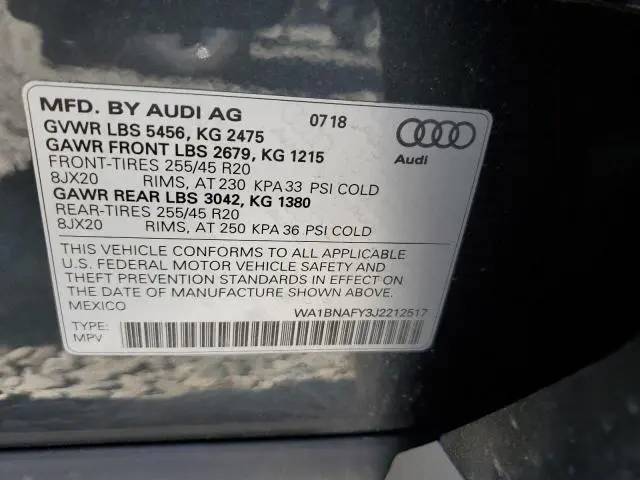 MFD. BY AUDI AG 0718
GVWR LBS 5456, KG 2475
GAWR FRONT LBS 2679, KG 1215
FRONT-TIRES 255/45 R20
8JX20 RIMS, AT 230 KPA 33 PSI COLD
GAWR REAR LBS 3042, KG 1380
REAR-TIRES 255/45 R20
8JX20 RIMS, AT 250 KPA 36 PSI COLD
Audi
THIS VEHICLE CONFORMS TO ALL APPLICABLE
U.S. FEDERAL MOTOR VEHICLE SAFETY AND
THEFT PREVENTION STANDARDS IN EFFECT ON
THE DATE OF MANUFACTURE SHOWN ABOVE.
MEXICO
WA1BNAFY3J2212517
TYPE:
MPV